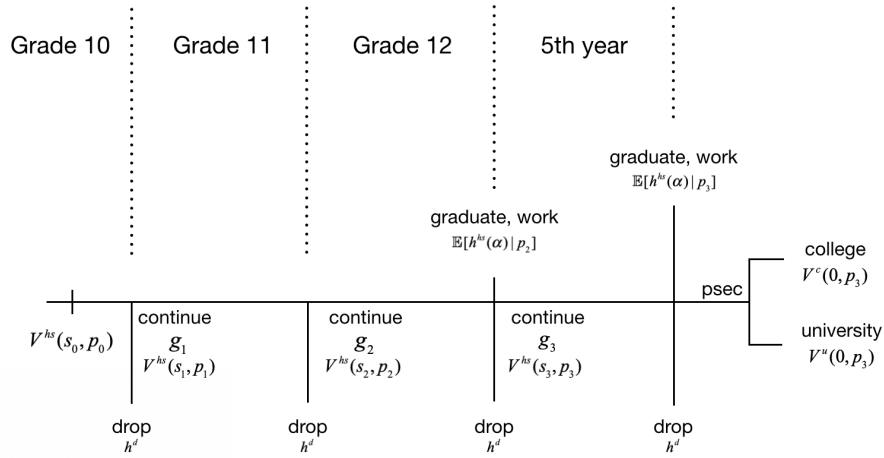 Grade 10
Grade 11
Grade 12
5th year
graduate, work
𝔼[h^{hs}(α)|p_3]
graduate, work
𝔼[h^{hs}(α)|p_2]
psec
college
V^c(0,p_3)
university
V^u(0,p_3)
V^{hs}(s_0,p_0)
continue
g_1
V^{hs}(s_1,p_1)
continue
g_2
V^{hs}(s_2,p_2)
continue
g_3
V^{hs}(s_3,p_3)
drop
h^d
drop
h^d
drop
h^d
drop
h^d